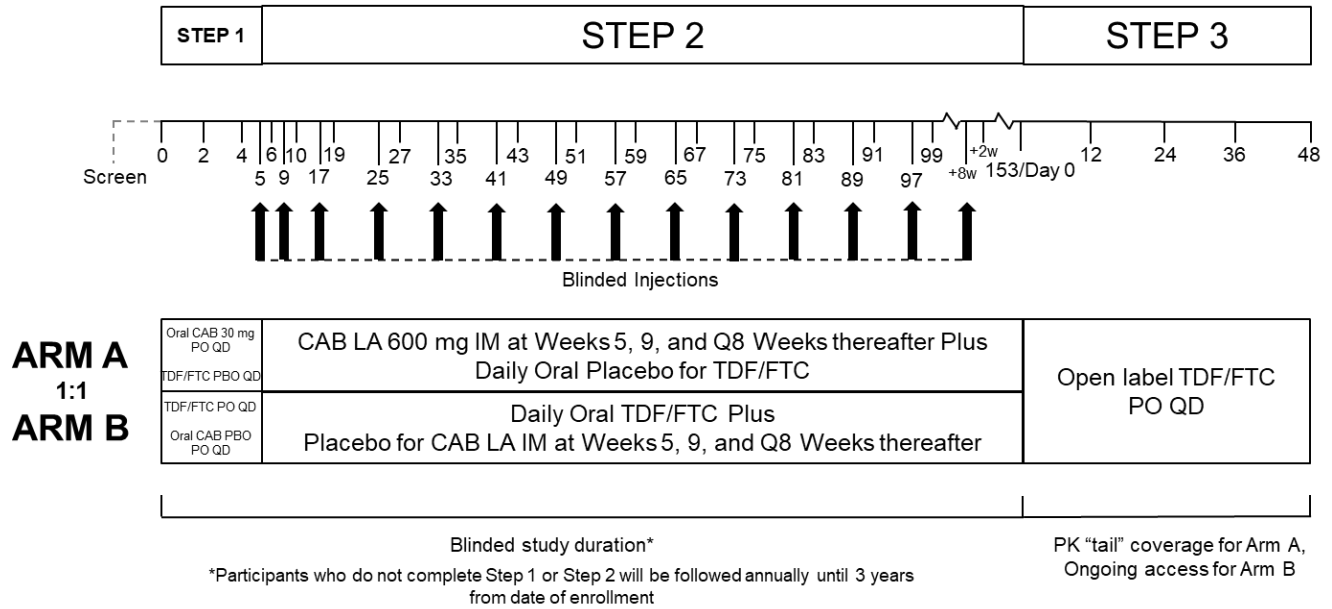 STEP 1
STEP 2
STEP 3
0 2 4 6 10 19 27 35 43 51 59 67 75 83 91 99 +2w 153/Day 0 12 24 36 48
Screen
5 9 17 25 33 41 49 57 65 73 81 89 97 +8w
Blinded Injections
ARM A
1:1
ARM B
Oral CAB 30 mg
PO QD
TDF/FTC PBO QD
CAB LA 600 mg IM at Weeks 5, 9, and Q8 Weeks thereafter Plus
Daily Oral Placebo for TDF/FTC
TDF/FTC PO QD
Oral CAB PBO
PO QD
Daily Oral TDF/FTC Plus
Placebo for CAB LA IM at Weeks 5, 9, and Q8 Weeks thereafter
Open label TDF/FTC
PO QD
Blinded study duration*
*Participants who do not complete Step 1 or Step 2 will be followed annually until 3 years
from date of enrollment
PK “tail” coverage for Arm A,
Ongoing access for Arm B